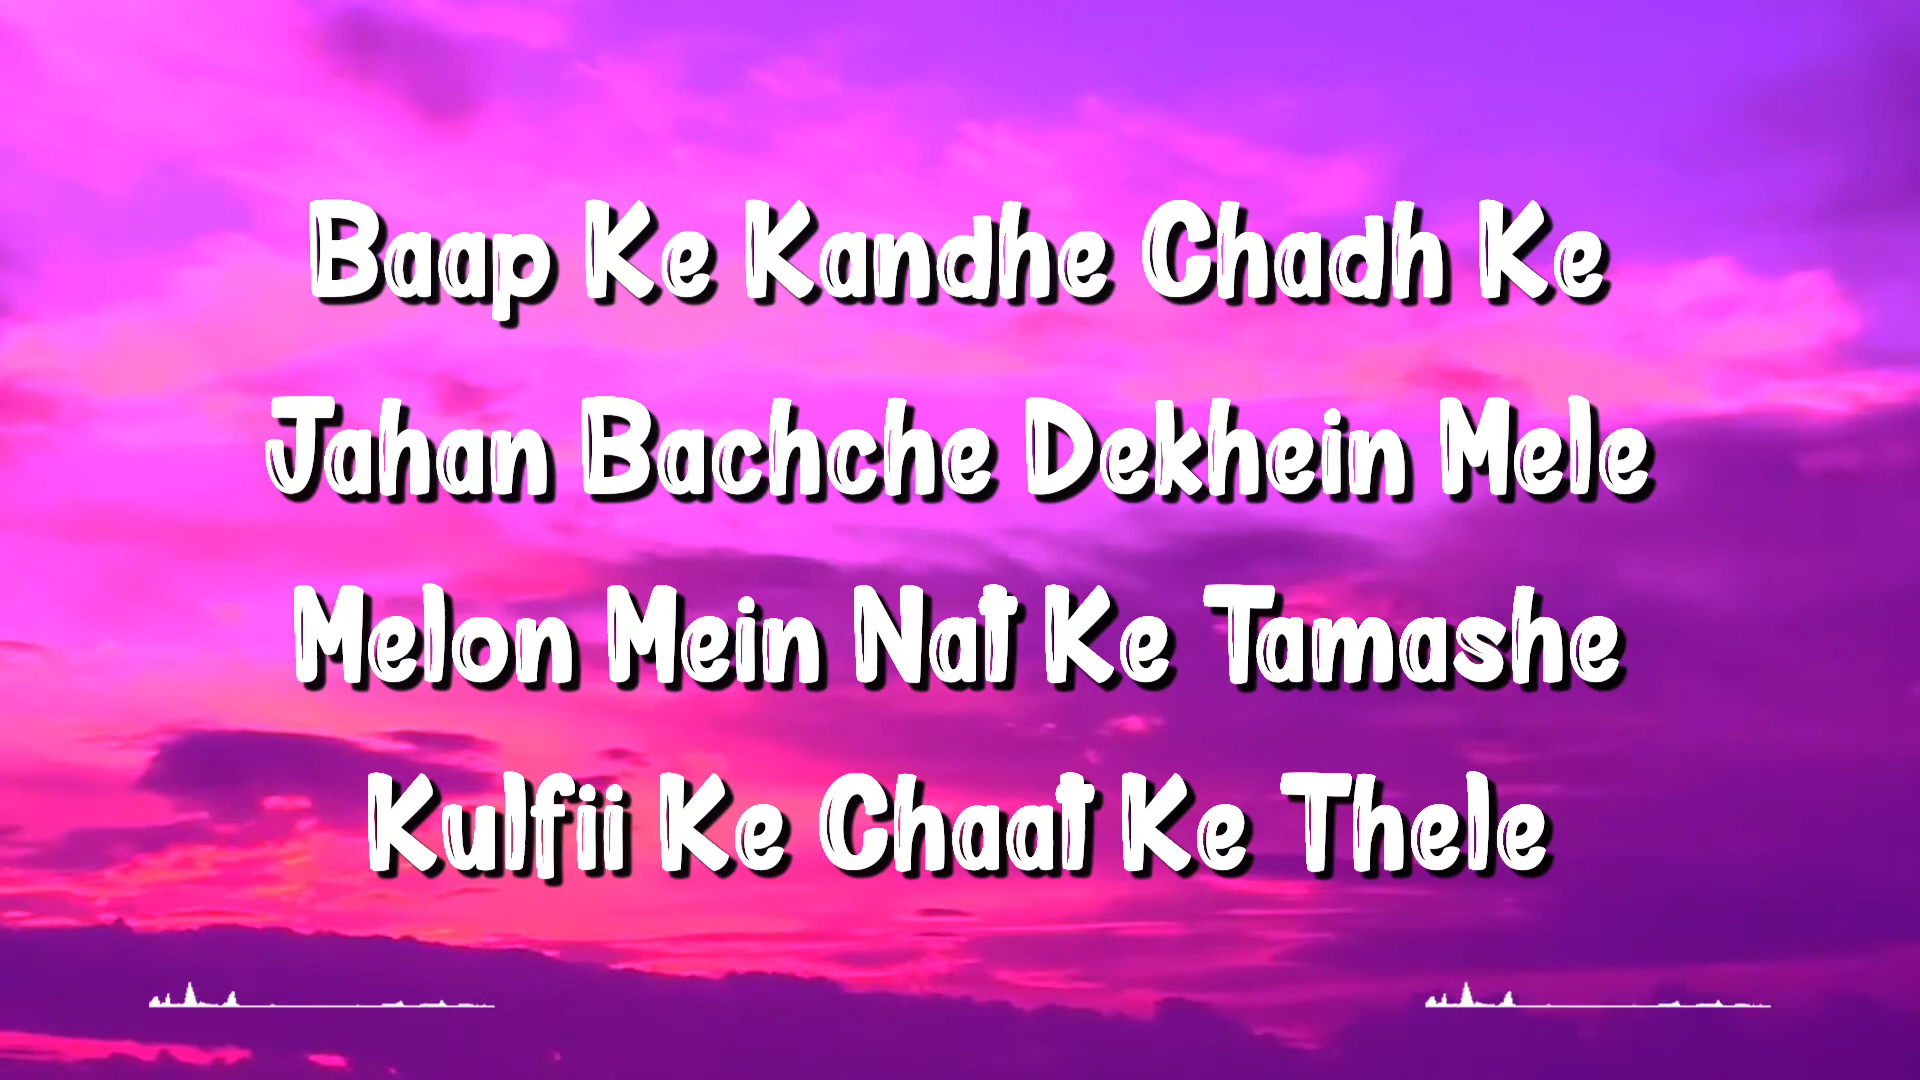 Baap Ke Kandhe Chadh Ke
Jahan Bachche Dekhein Mele
Melon Mein Nat Ke Tamashe
Kulfii Ke Chaat Ke Thele